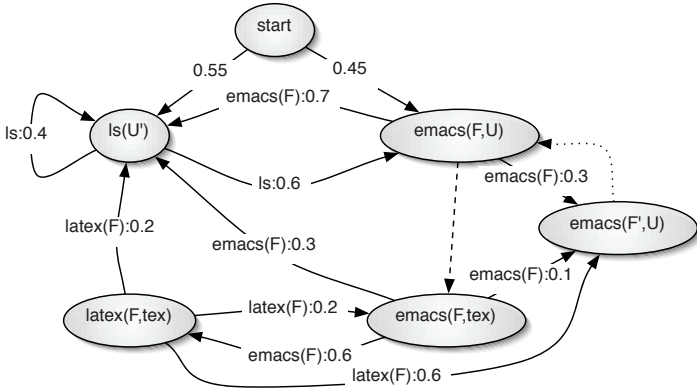 start
0.55
0.45
emacs(F):0.7
ls:0.4
ls(U')
emacs(F,U)
ls:0.6
emacs(F):0.3
latex(F):0.2
emacs(F',U)
emacs(F):0.3
emacs(F):0.1
latex(F,tex)
latex(F):0.2
emacs(F,tex)
emacs(F):0.6
latex(F):0.6